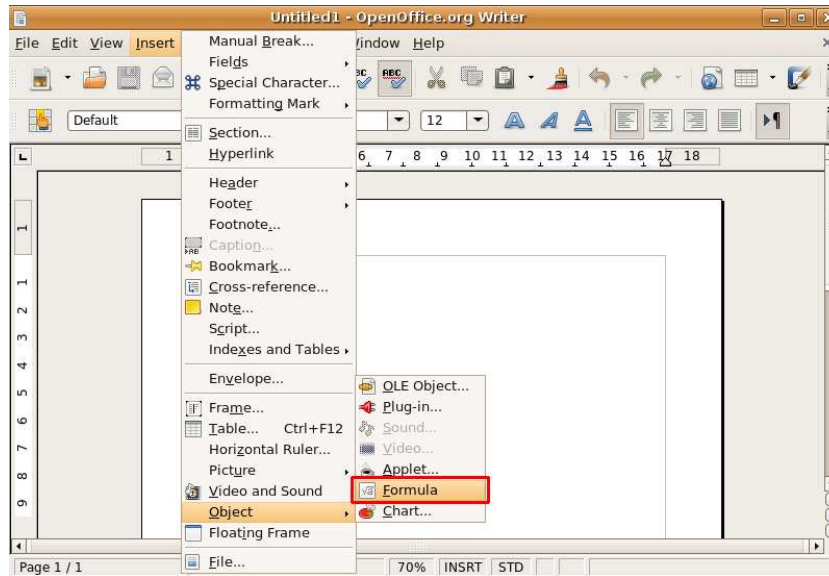 Untitled1 - OpenOffice.org Writer
File Edit View Insert Window Help
Manual Break...
Fields
Special Character...
Formatting Mark
Section...
Hyperlink
Header
Footer
Footnote...
Caption...
Bookmark...
Cross-reference...
Note...
Script...
Indexes and Tables
Envelope...
Frame...
Table... Ctrl+F12
Horizontal Ruler...
Picture
Video and Sound
Object
Floating Frame
File...
OLE Object...
Plug-in...
Sound...
Video...
Applet...
Formula
Chart...
ABC
Default
12
1 6 7 8 9 10 11 12 13 14 15 16 17 18
1
1
2
3
4
5
6
7
8
9
Page 1 / 1 70% INSRT STD